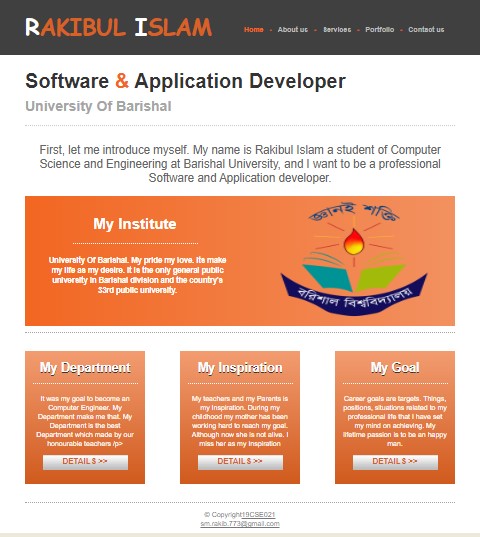 RAKIBUL ISLAM
Home - About us - Services - Portfolio - Contact us
Software & Application Developer
University Of Barishal
First, let me introduce myself. My name is Rakibul Islam a student of Computer
Science and Engineering at Barishal University, and I want to be a professional
Software and Application developer.
My Institute
University Of Barishal. My pride my love. Its make
my life as my desire. It is the only general public
university in Barishal division and the country's
33rd public university.
জ্ঞানই শক্তি
বরিশাল বিশ্ববিদ্যালয়
My Department
It was my goal to become an
Computer Engineer. My
Department make me that. My
Department is the best
Department which made by our
honourable teachers /p>
DETAILS >>
My Inspiration
My teachers and my Parents is
my Inspiration. During my
childhood my mother has been
working hard to reach my goal.
Although now she is not alive. I
miss her as my Inspiration
DETAILS >>
My Goal
Career goals are targets. Things,
positions, situations related to my
professional life that I have set
my mind on achieving. My
lifetime passion is to be an happy
man.
DETAILS >>
© Copyright19CSE021
sm.rakib.773@gmail.com